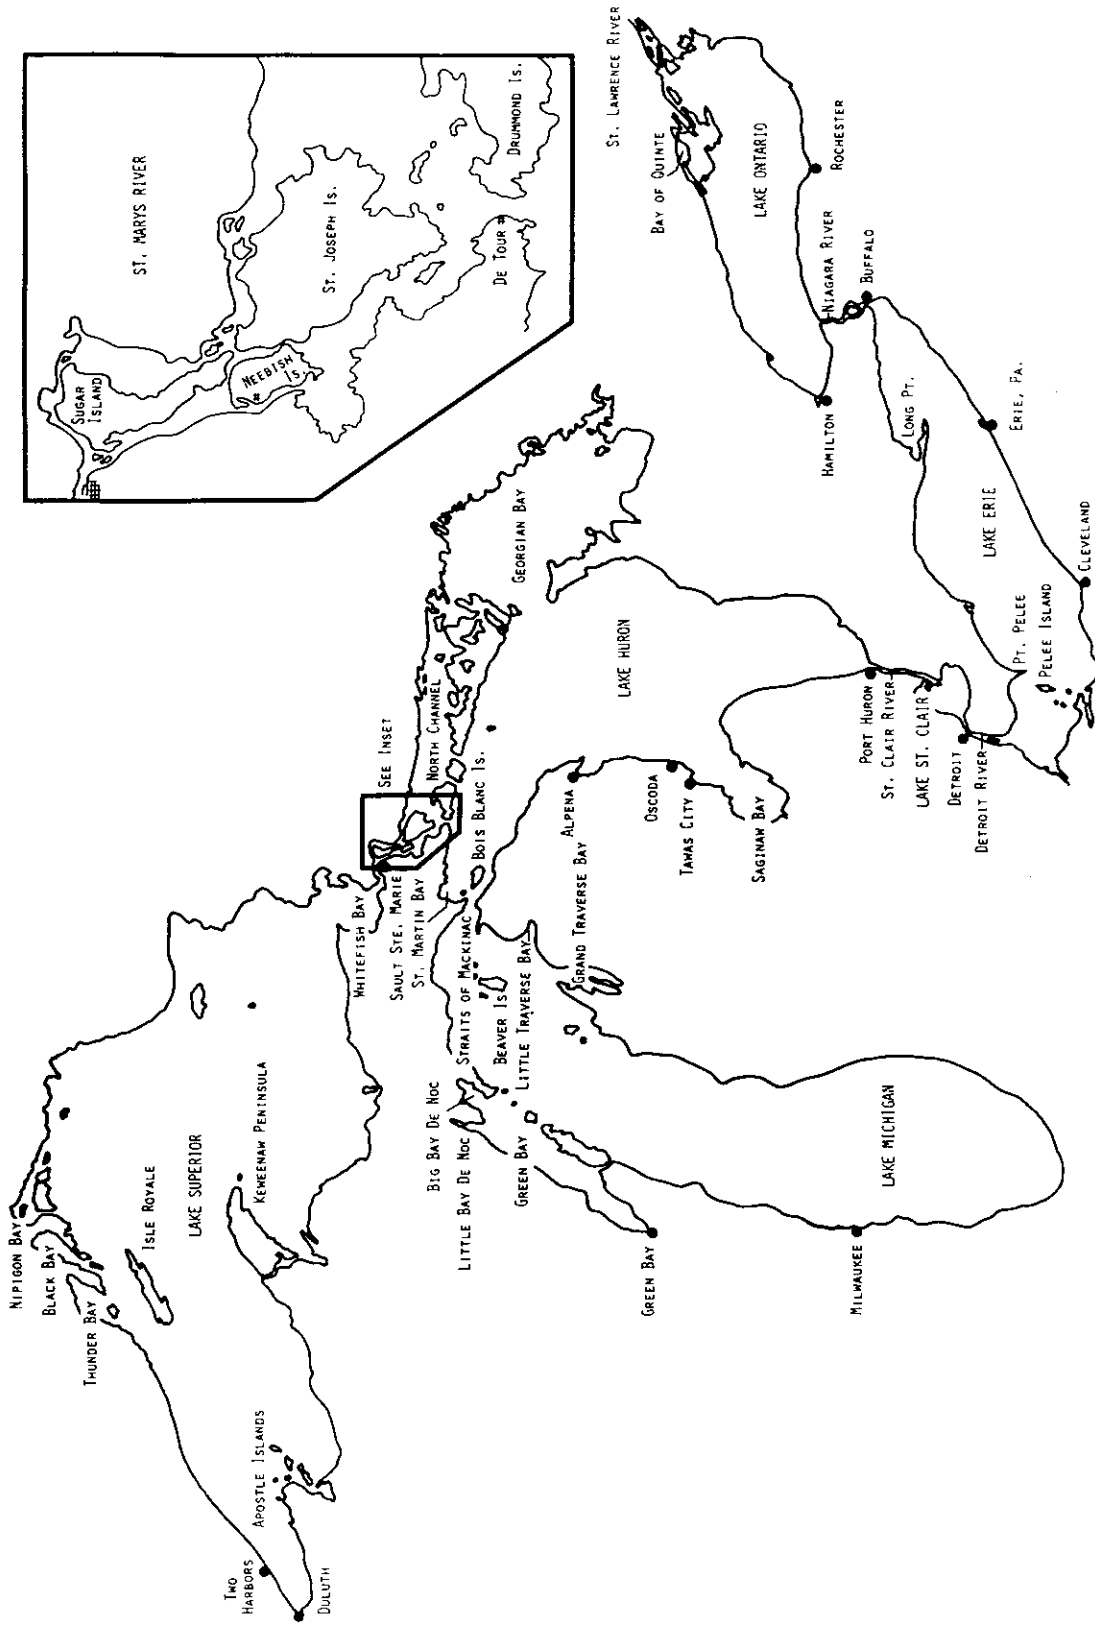 NIPIGON BAY
BLACK BAY
THUNDER BAY
ISLE ROYALE
LAKE SUPERIOR
KEWEENAW PENINSULA
APOSTLE ISLANDS
TWO
HARBORS
DULUTH
WHITEFISH BAY
SAULT STE. MARIE
ST. MARTIN BAY
SEE INSET
NORTH CHANNEL
BOIS BLANC IS.
STRAITS OF MACKINAC
BEAVER IS.
LITTLE TRAVERSE BAY
GRAND TRAVERSE BAY
BIG BAY DE NOC
LITTLE BAY DE NOC
GREEN BAY
GREEN BAY
MILWAUKEE
LAKE MICHIGAN
GEORGIAN BAY
LAKE HURON
ALPENA
OSCODA
TAWAS CITY
SAGINAW BAY
PORT HURON
ST. CLAIR RIVER
LAKE ST. CLAIR
DETROIT
DETROIT RIVER
PT. PELEE
PELEE ISLAND
LAKE ERIE
CLEVELAND
ERIE, PA.
LONG PT.
BUFFALO
NIAGARA RIVER
HAMILTON
ROCHESTER
LAKE ONTARIO
BAY OF QUINTE
ST. LAWRENCE RIVER
ST. MARYS RIVER
SUGAR
ISLAND
NEEBISH
IS.
ST. JOSEPH IS.
DE TOUR
DRUMMOND IS.